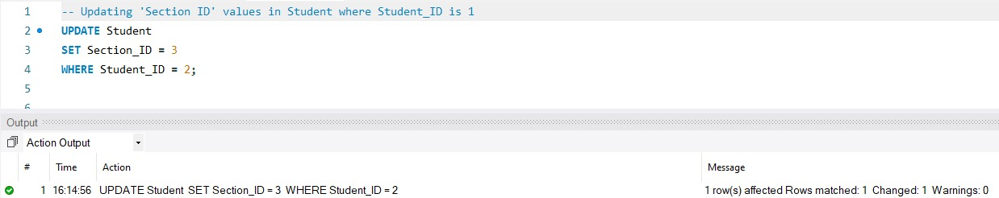 1 -- Updating 'Section ID' values in Student where Student_ID is 1
2 UPDATE Student
3 SET Section_ID = 3
4 WHERE Student_ID = 2;
5
6
Output
Action Output
# Time Action Message
1 16:14:56 UPDATE Student SET Section_ID = 3 WHERE Student_ID = 2 1 row(s) affected Rows matched: 1 Changed: 1 Warnings: 0